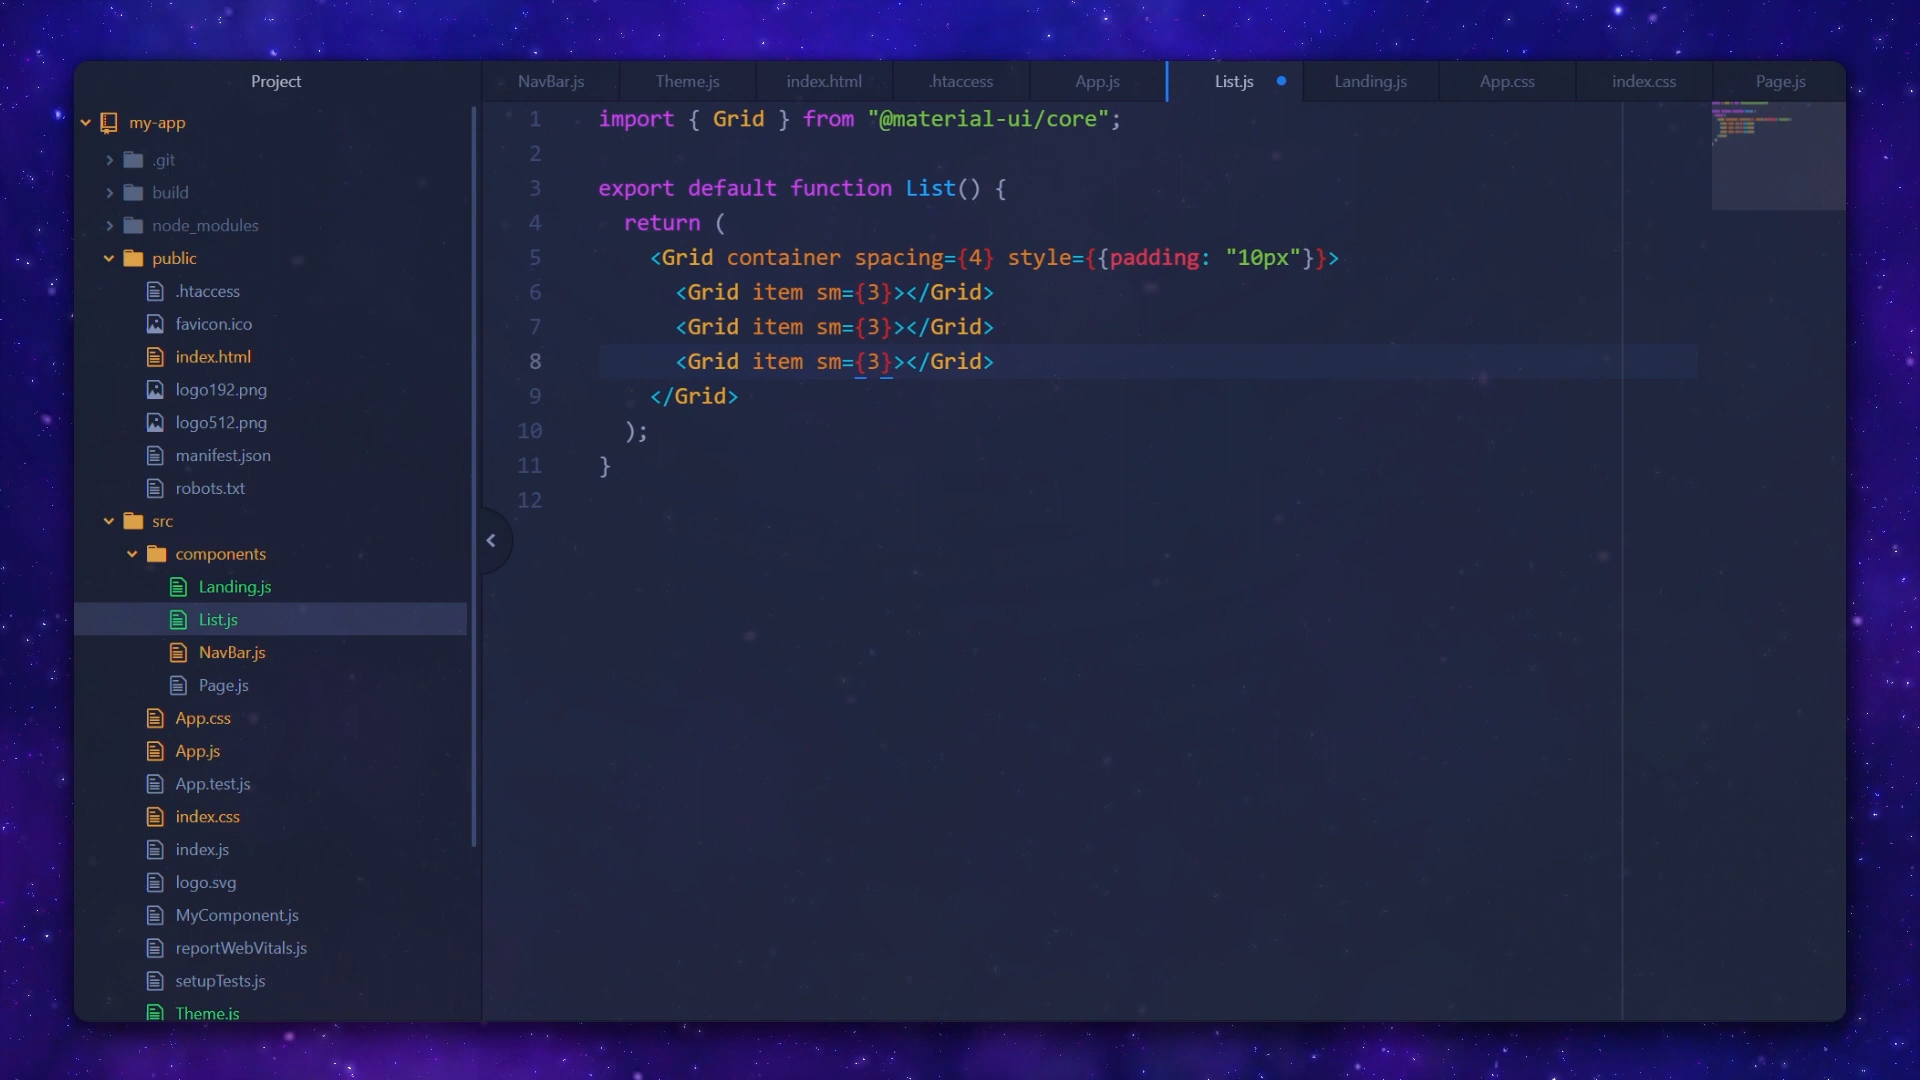 Project
my-app
.git
build
node_modules
public
.htaccess
favicon.ico
index.html
logo192.png
logo512.png
manifest.json
robots.txt
src
components
Landing.js
List.js
NavBar.js
Page.js
App.css
App.js
App.test.js
index.css
index.js
logo.svg
MyComponent.js
reportWebVitals.js
setupTests.js
Theme.js
NavBar.js Theme.js index.html .htaccess App.js List.js Landing.js App.css index.css Page.js
1 import { Grid } from "@material-ui/core";
2
3 export default function List() {
4   return (
5     <Grid container spacing={4} style={{padding: "10px"}}>
6       <Grid item sm={3}></Grid>
7       <Grid item sm={3}></Grid>
8       <Grid item sm={3}></Grid>
9     </Grid>
10   );
11 }
12